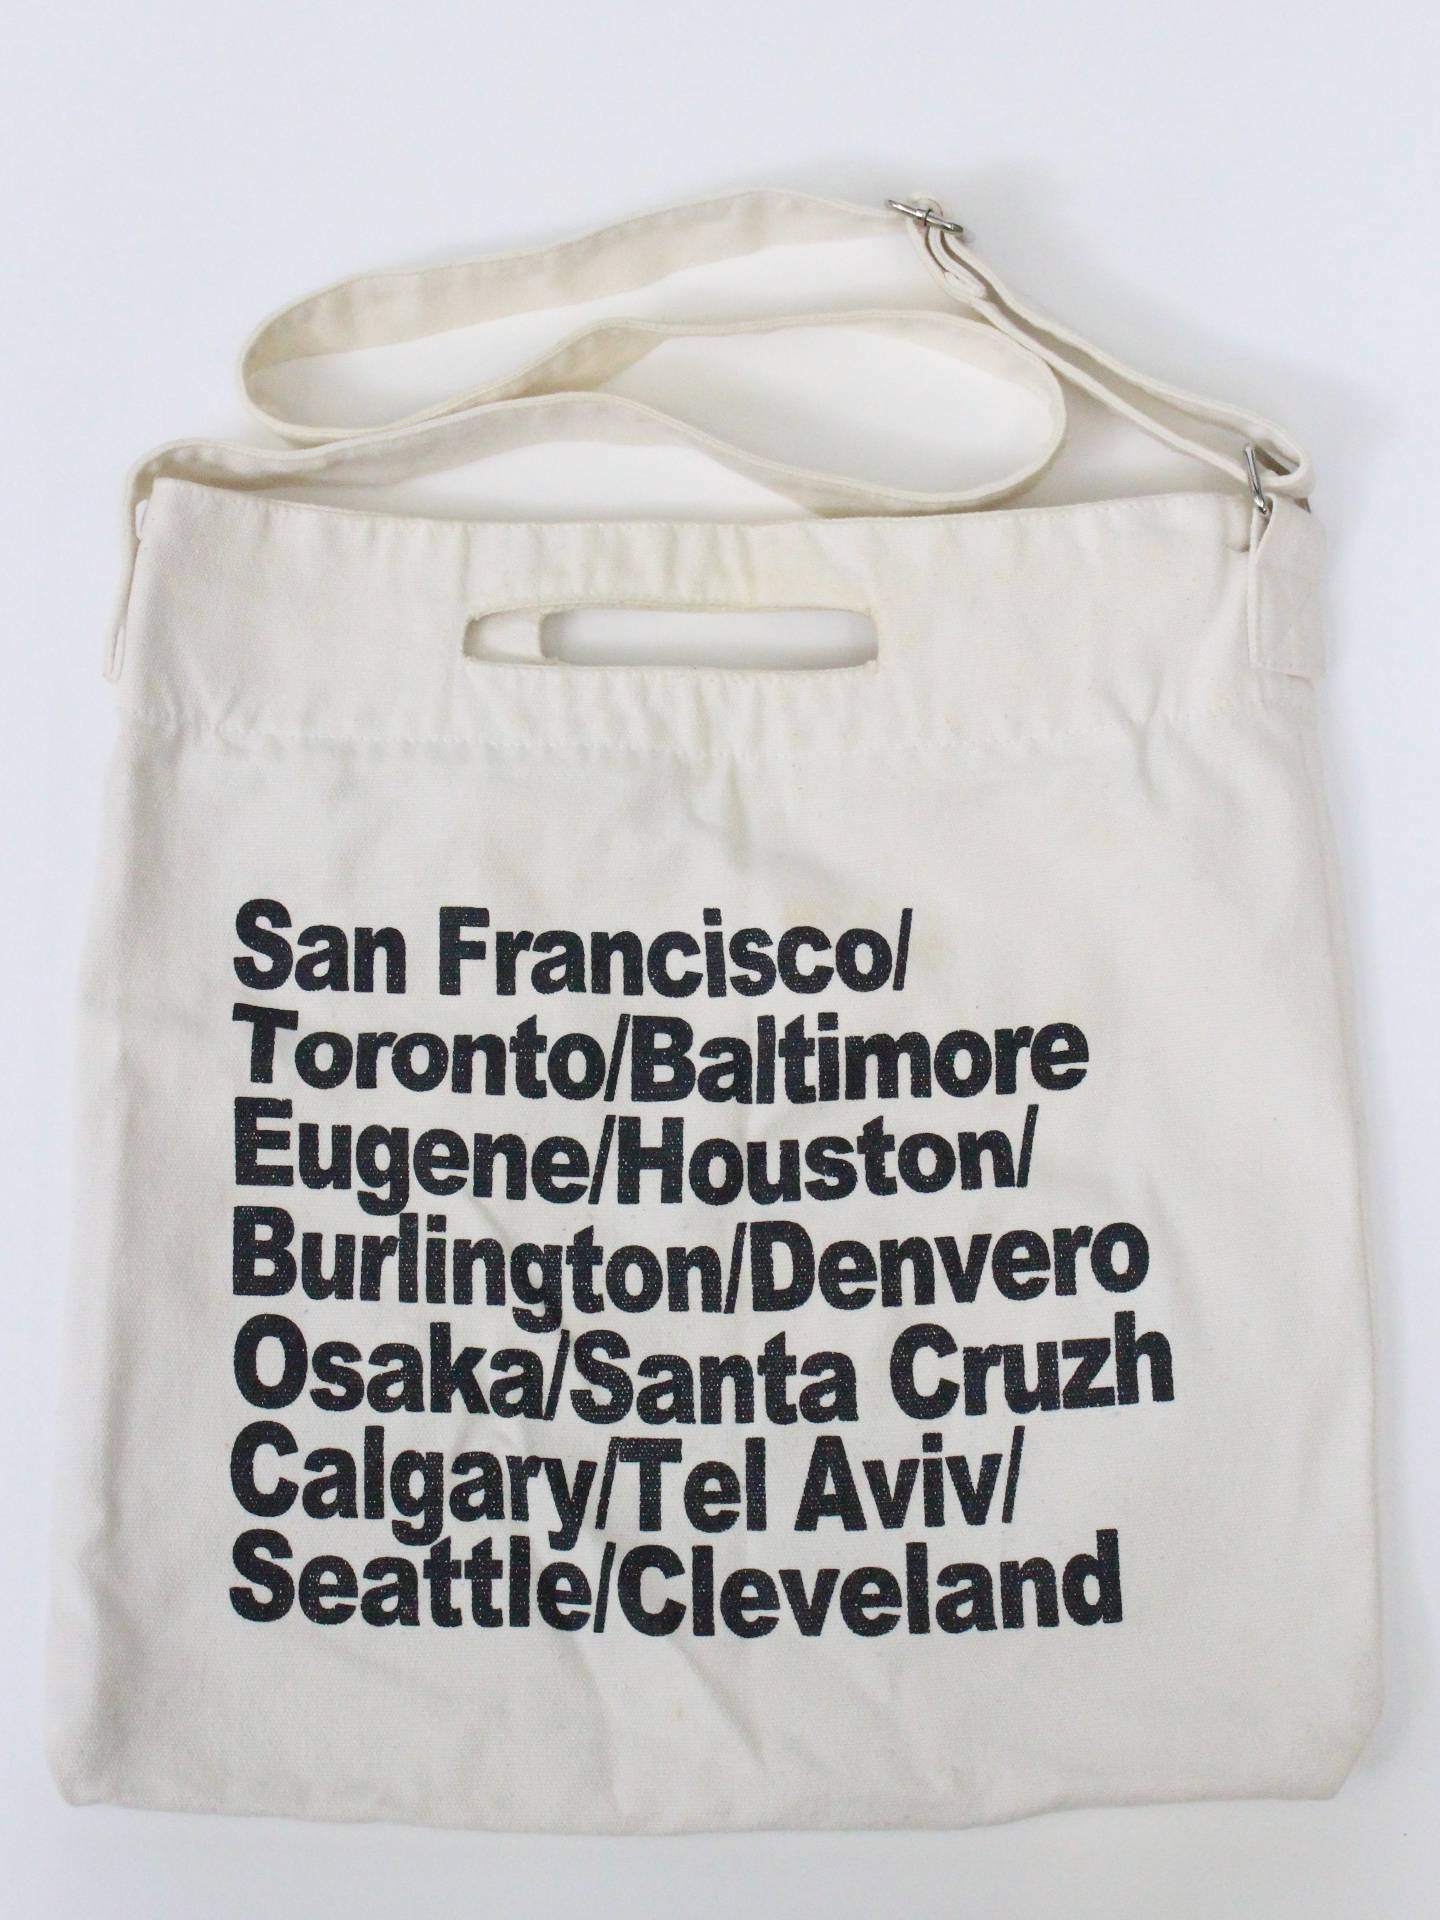 San Francisco/
Toronto/Baltimore
Eugene/Houston/
Burlington/Denvero
Osaka/Santa Cruzh
Calgary/Tel Aviv/
Seattle/Cleveland